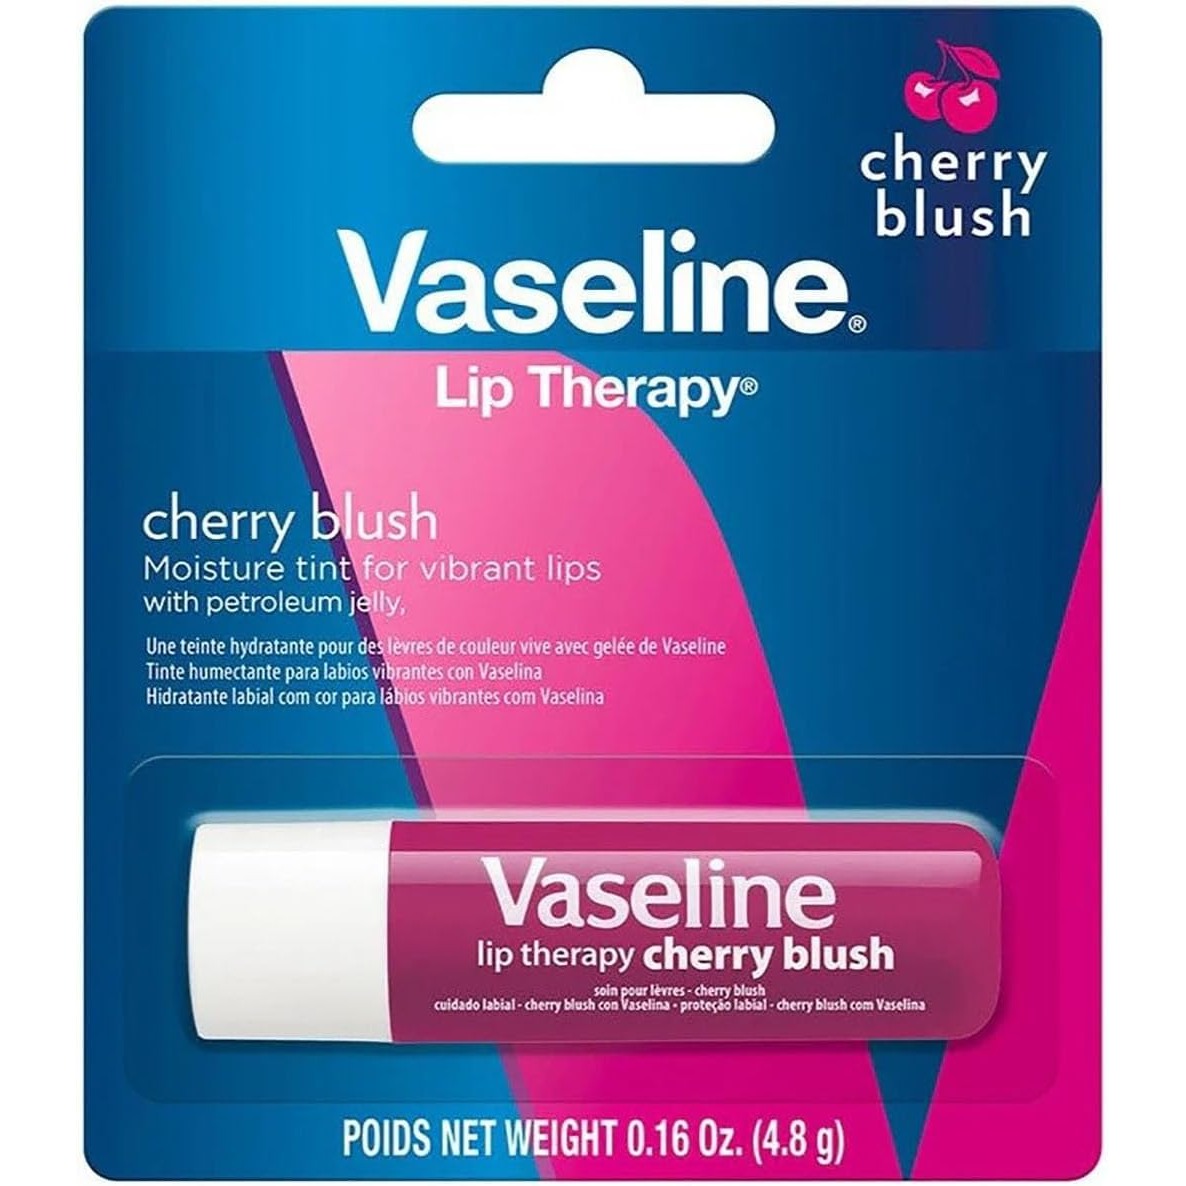 cherry
blush
Vaseline®
Lip Therapy®
cherry blush
Moisture tint for vibrant lips
with petroleum jelly,
Une teinte hydratante pour des lèvres de couleur vive avec gelée de Vaseline
Tinte humectante para labios vibrantes con Vaselina
Hidratante labial com cor para lábios vibrantes com Vaselina
Vaseline
lip therapy cherry blush
soin pour lèvres - cherry blush
cuidado labial - cherry blush con Vaselina - proteção labial - cherry blush com Vaselina
POIDS NET WEIGHT 0.16 Oz. (4.8 g)